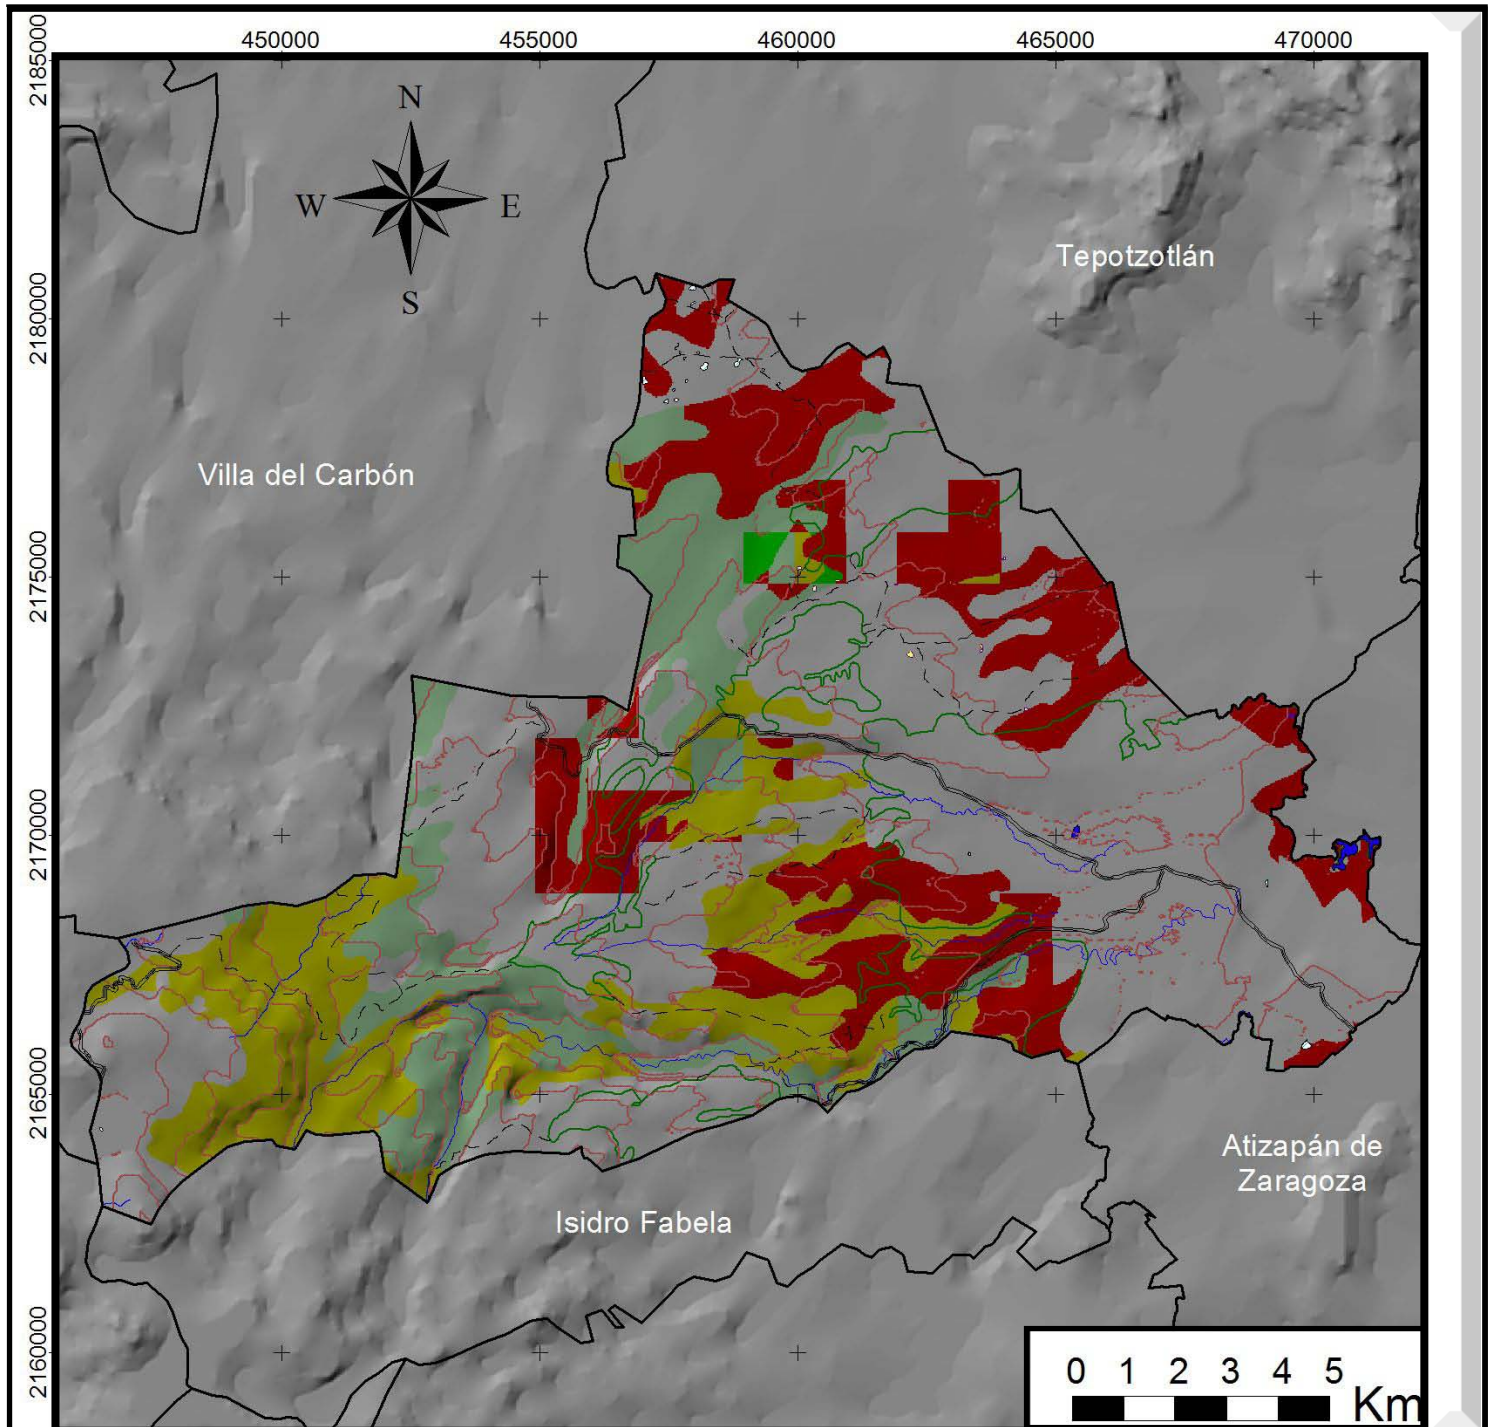 450000 455000 460000 465000 470000
2185000
N
W E
S
Tepotzotlán
2180000
Villa del Carbón
2175000
2170000
2165000
Atizapán de
Zaragoza
Isidro Fabela
2160000
0 1 2 3 4 5
Km